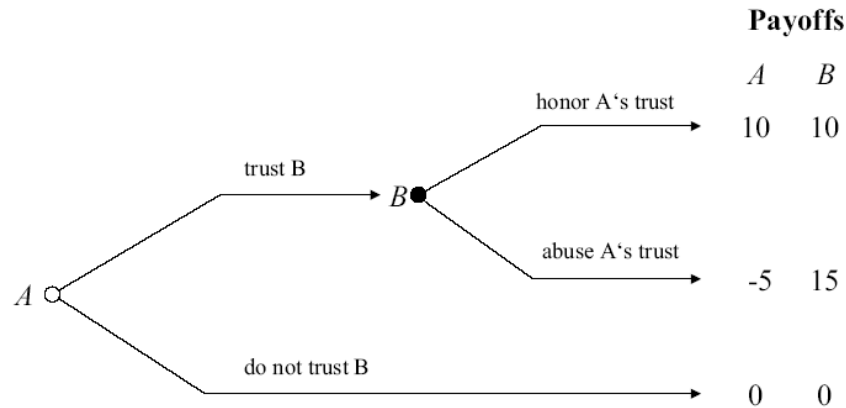 Payoffs
A B
honor A‘s trust
10 10
trust B
B
abuse A‘s trust
-5 15
A
do not trust B
0 0